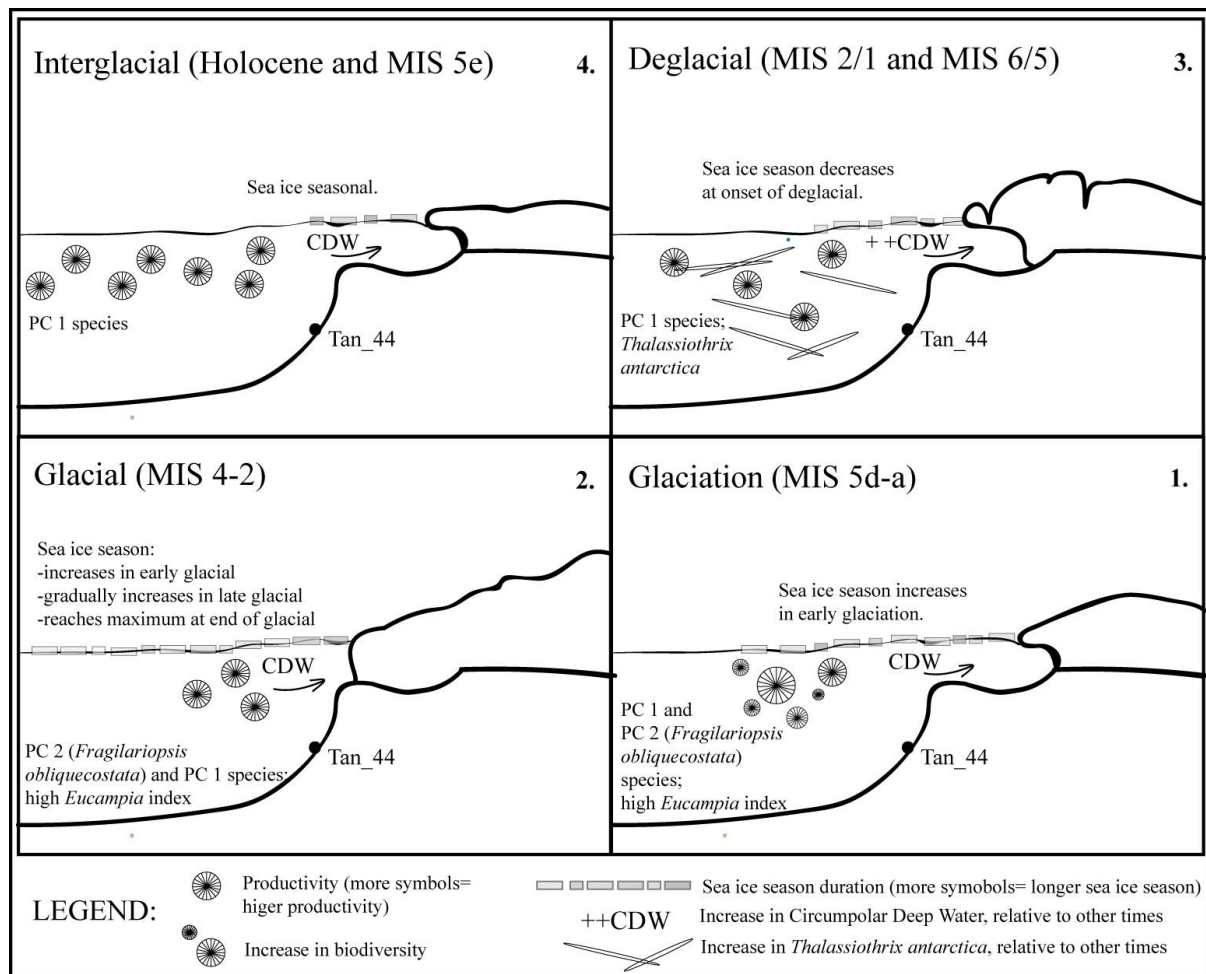 Interglacial (Holocene and MIS 5e)
4.
Sea ice seasonal.
CDW
PC 1 species
Tan_44
Deglacial (MIS 2/1 and MIS 6/5)
3.
Sea ice season decreases
at onset of deglacial.
+ +CDW
PC 1 species;
Thalassiothrix
antarctica
Tan_44
Glacial (MIS 4-2)
2.
Sea ice season:
-increases in early glacial
-gradually increases in late glacial
-reaches maximum at end of glacial
CDW
PC 2 (Fragilariopsis
obliquecostata) and PC 1 species;
high Eucampia index
Tan_44
Glaciation (MIS 5d-a)
1.
Sea ice season increases
in early glaciation.
CDW
PC 1 and
PC 2 (Fragilariopsis
obliquecostata)
species;
high Eucampia index
Tan_44
LEGEND:
Productivity (more symbols=
higer productivity)
Increase in biodiversity
Sea ice season duration (more symobols= longer sea ice season)
++CDW
Increase in Circumpolar Deep Water, relative to other times
Increase in Thalassiothrix antarctica, relative to other times